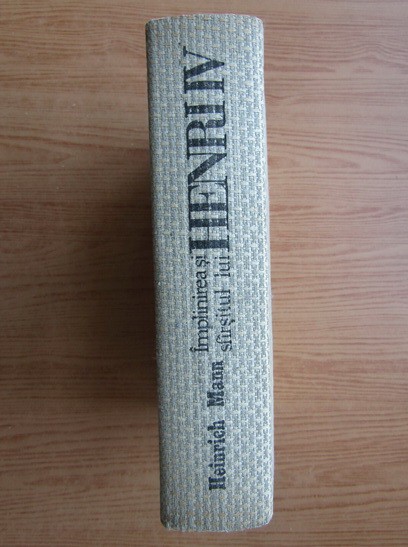 Heinrich Mann
Împlinirea și
sfîrșitul lui
HENRI IV